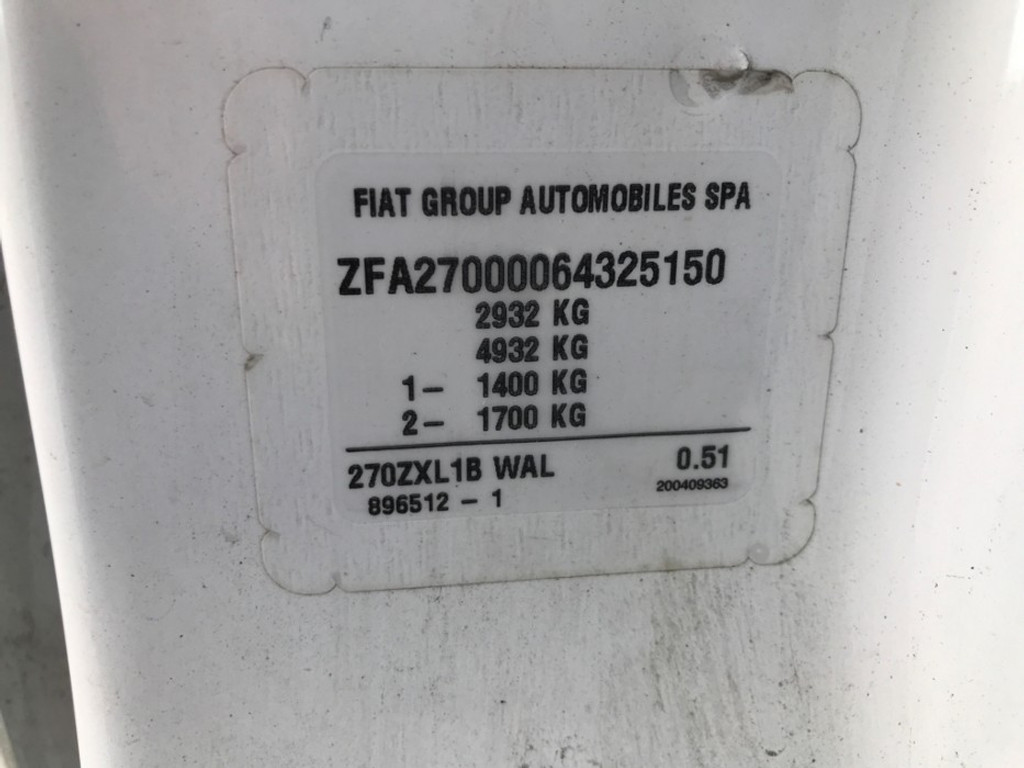 FIAT GROUP AUTOMOBILES SPA
ZFA27000064325150
2932 KG
4932 KG
1- 1400 KG
2- 1700 KG
270ZXL1B WAL 0.51
896512 - 1 200409363